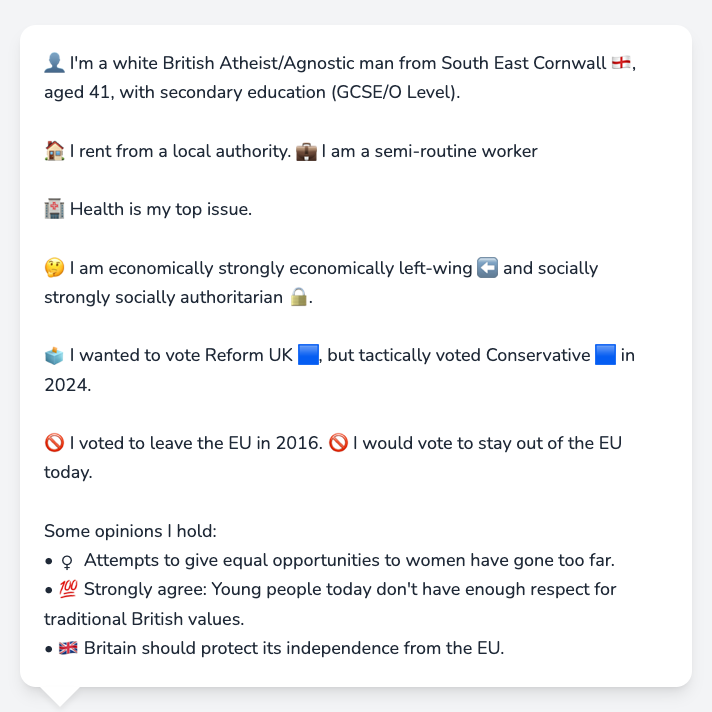 👤 I'm a white British Atheist/Agnostic man from South East Cornwall 🏴󠁧󠁢󠁥󠁮󠁧󠁿,
aged 41, with secondary education (GCSE/O Level).
🏠 I rent from a local authority. 💼 I am a semi-routine worker
🏥 Health is my top issue.
🤔 I am economically strongly economically left-wing ⬅️ and socially
strongly socially authoritarian 🔒.
🗳️ I wanted to vote Reform UK 🟦, but tactically voted Conservative 🟦 in
2024.
🚫 I voted to leave the EU in 2016. 🚫 I would vote to stay out of the EU
today.
Some opinions I hold:
• ♀ Attempts to give equal opportunities to women have gone too far.
• 💯 Strongly agree: Young people today don't have enough respect for
traditional British values.
• 🇬🇧 Britain should protect its independence from the EU.